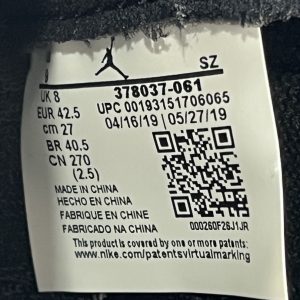 SZ
UK 8
378037-061
EUR 42.5
UPC 00193151706065
cm 27
04/16/19 | 05/27/19
BR 40.5
CN 270
(2.5)
MADE IN CHINA
HECHO EN CHINA
FABRIQUE EN CHINE
FABRICADO NA CHINA
000260F26J1JR
This product is covered by one or more patents:
www.nike.com/patentsvirtualmarking